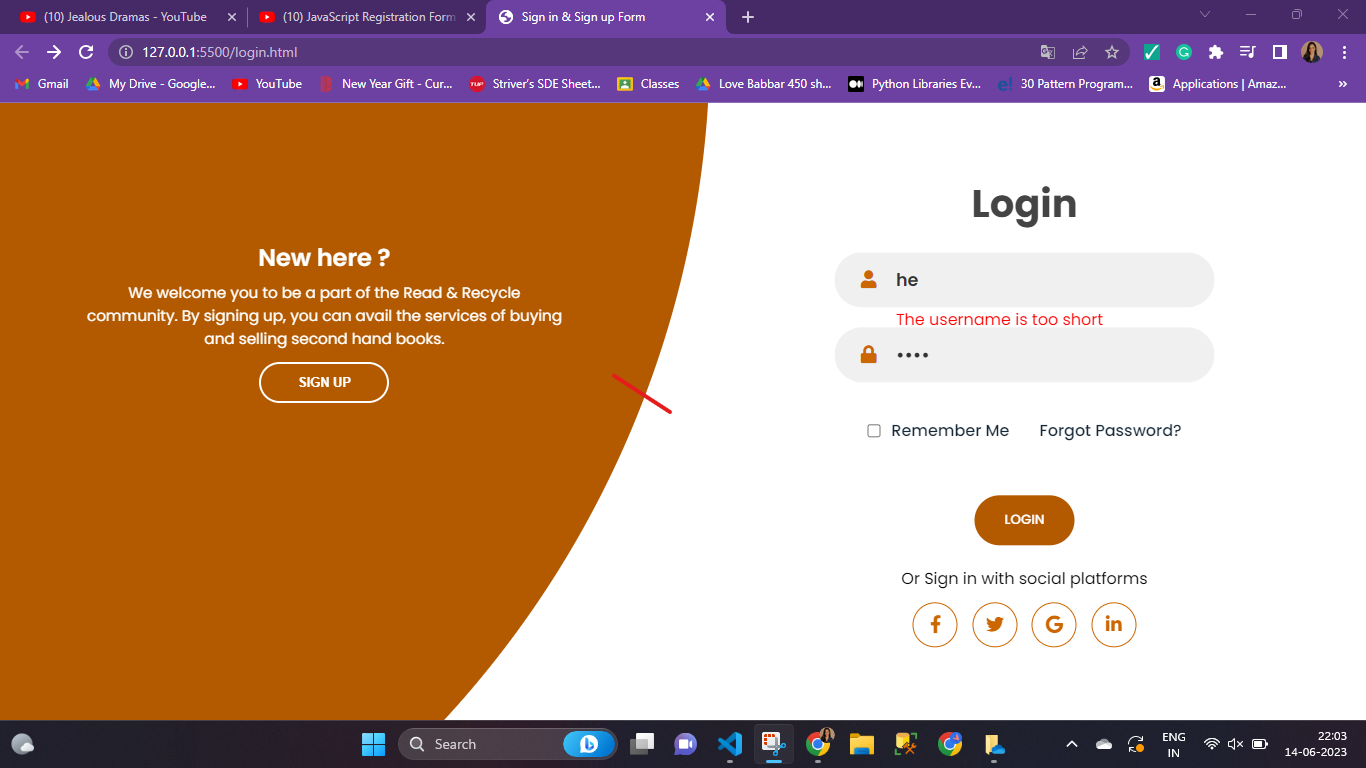 (10) Jealous Dramas - YouTube
(10) JavaScript Registration Form
Sign in & Sign up Form
127.0.0.1:5500/login.html
Gmail
My Drive - Google...
YouTube
New Year Gift - Cur...
Striver's SDE Sheet...
Classes
Love Babbar 450 sh...
Python Libraries Ev...
30 Pattern Program...
Applications | Amaz...
»
New here ?
We welcome you to be a part of the Read & Recycle
community. By signing up, you can avail the services of buying
and selling second hand books.
SIGN UP
Login
he
The username is too short
••••
Remember Me
Forgot Password?
LOGIN
Or Sign in with social platforms
Search
ENG
IN
22:03
14-06-2023